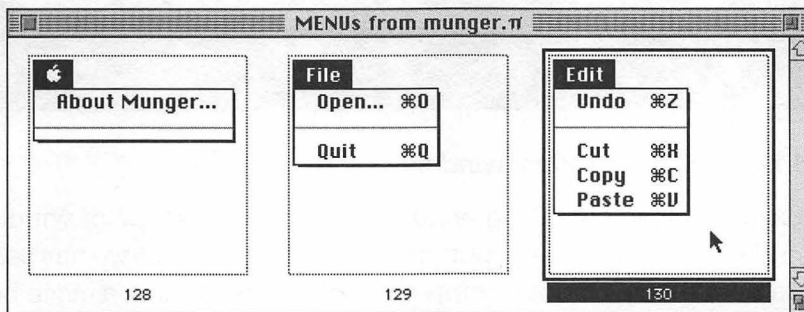 MENUs from munger.π
About Munger...
File
Open... ⌘O
Quit ⌘Q
Edit
Undo ⌘Z
Cut ⌘X
Copy ⌘C
Paste ⌘V
128
129
130